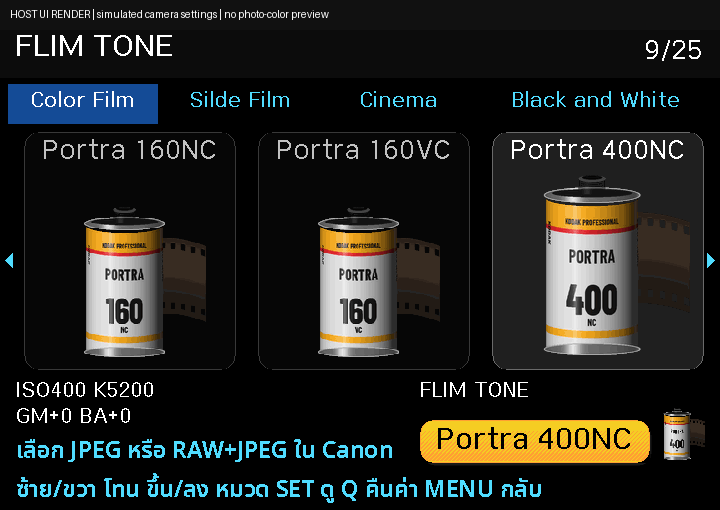 HOST UI RENDER | simulated camera settings | no photo-color preview
FLIM TONE
9/25
Color Film
Silde Film
Cinema
Black and White
Portra 160NC
Portra 160VC
Portra 400NC
KODAK PROFESSIONAL
PORTRA
160
NC
KODAK PROFESSIONAL
PORTRA
160
NC
KODAK PROFESSIONAL
PORTRA
400
NC
ISO400 K5200
GM+0 BA+0
FLIM TONE
Portra 400NC
PORTRA
400
เลือก JPEG หรือ RAW+JPEG ใน Canon
ซ้าย/ขวา โทน ขึ้น/ลง หมวด SET ดู Q คืนค่า MENU กลับ